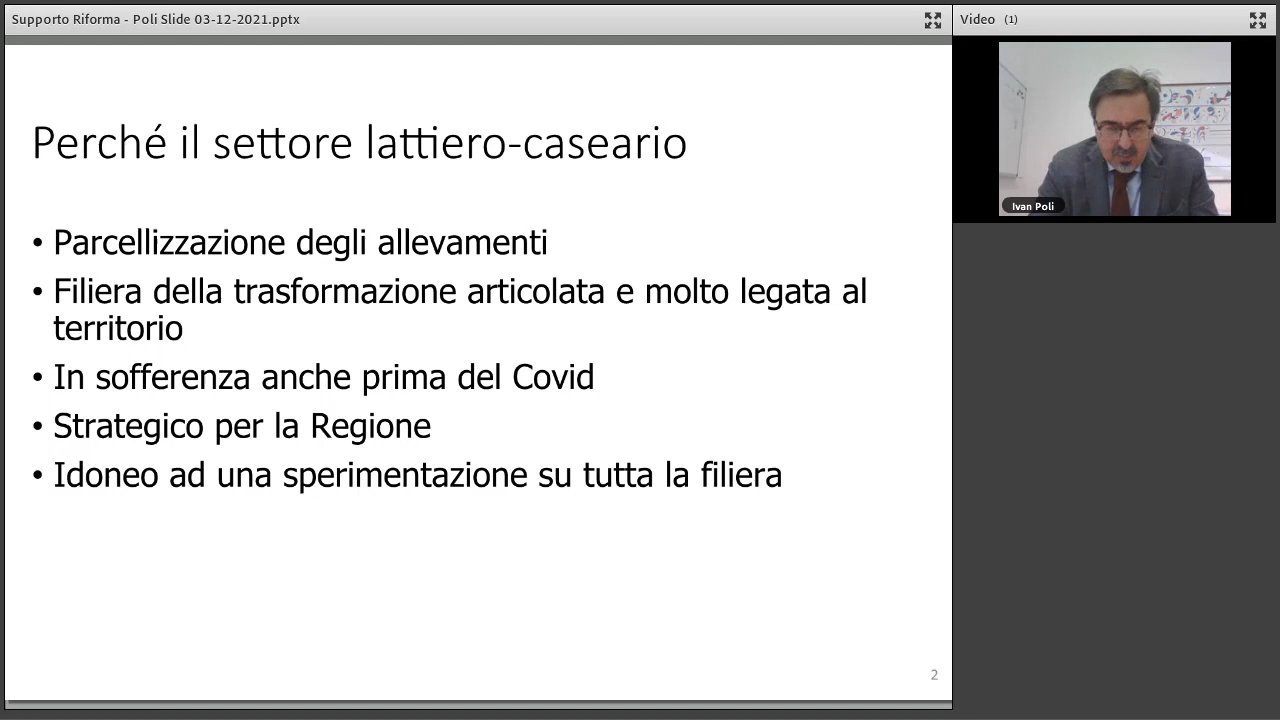 Supporto Riforma - Poli Slide 03-12-2021.pptx
Video (1)
Perché il settore lattiero-caseario
• Parcellizzazione degli allevamenti
• Filiera della trasformazione articolata e molto legata al
territorio
• In sofferenza anche prima del Covid
• Strategico per la Regione
• Idoneo ad una sperimentazione su tutta la filiera
2
Ivan Poli